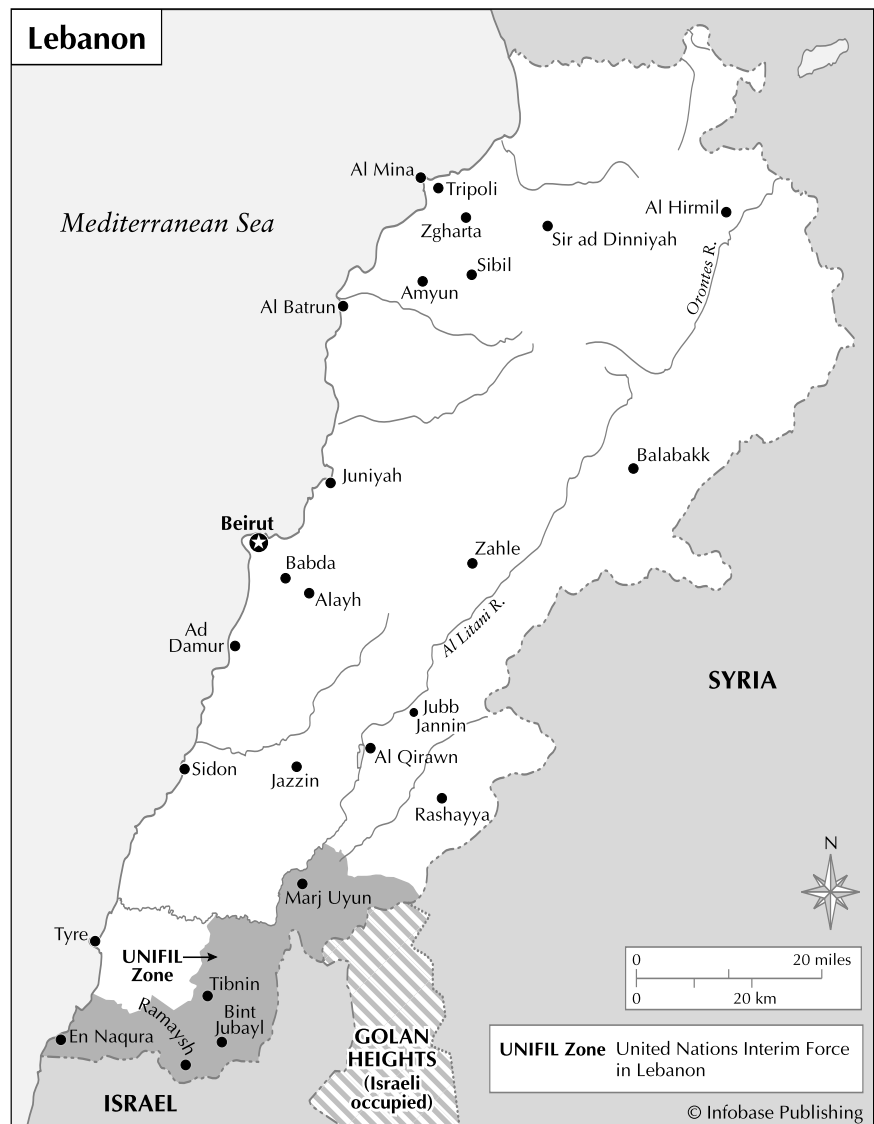 Lebanon
Al Mina
Tripoli
Mediterranean Sea
Zgharta
Al Hirmil
Sir ad Dinniyah
Sibil
Orontes R.
Amyun
Al Batrun
Balabakk
Juniyah
Beirut
Zahle
Babda
Alayh
Al Litani R.
Ad
Damur
SYRIA
Jubb
Jannin
Al Qirawn
Sidon
Jazzin
Rashayya
N
Marj Uyun
Tyre
UNIFIL
Zone
0
20 miles
0
20 km
Tibnin
Ramaysh
Bint
Jubayl
En Naqura
GOLAN
HEIGHTS
(Israeli
occupied)
UNIFIL Zone United Nations Interim Force
in Lebanon
ISRAEL
© Infobase Publishing